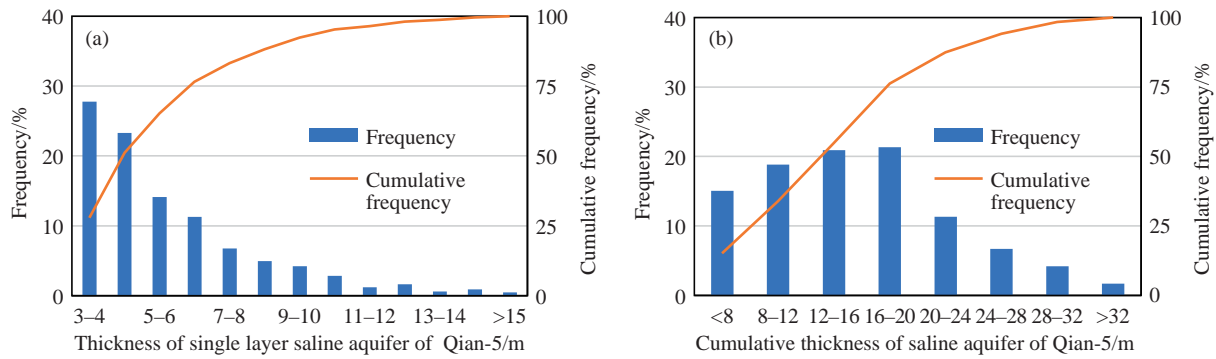 (a)
Frequency/%
40
30
20
10
0
100
75
50
25
0
Cumulative frequency/%
Frequency
Cumulative
frequency
3–4
5–6
7–8
9–10
11–12
13–14
>15
Thickness of single layer saline aquifer of Qian-5/m
(b)
Frequency/%
40
30
20
10
0
100
75
50
25
0
Cumulative frequency/%
Frequency
Cumulative
frequency
<8
8–12
12–16
16–20
20–24
24–28
28–32
>32
Cumulative thickness of saline aquifer of Qian-5/m